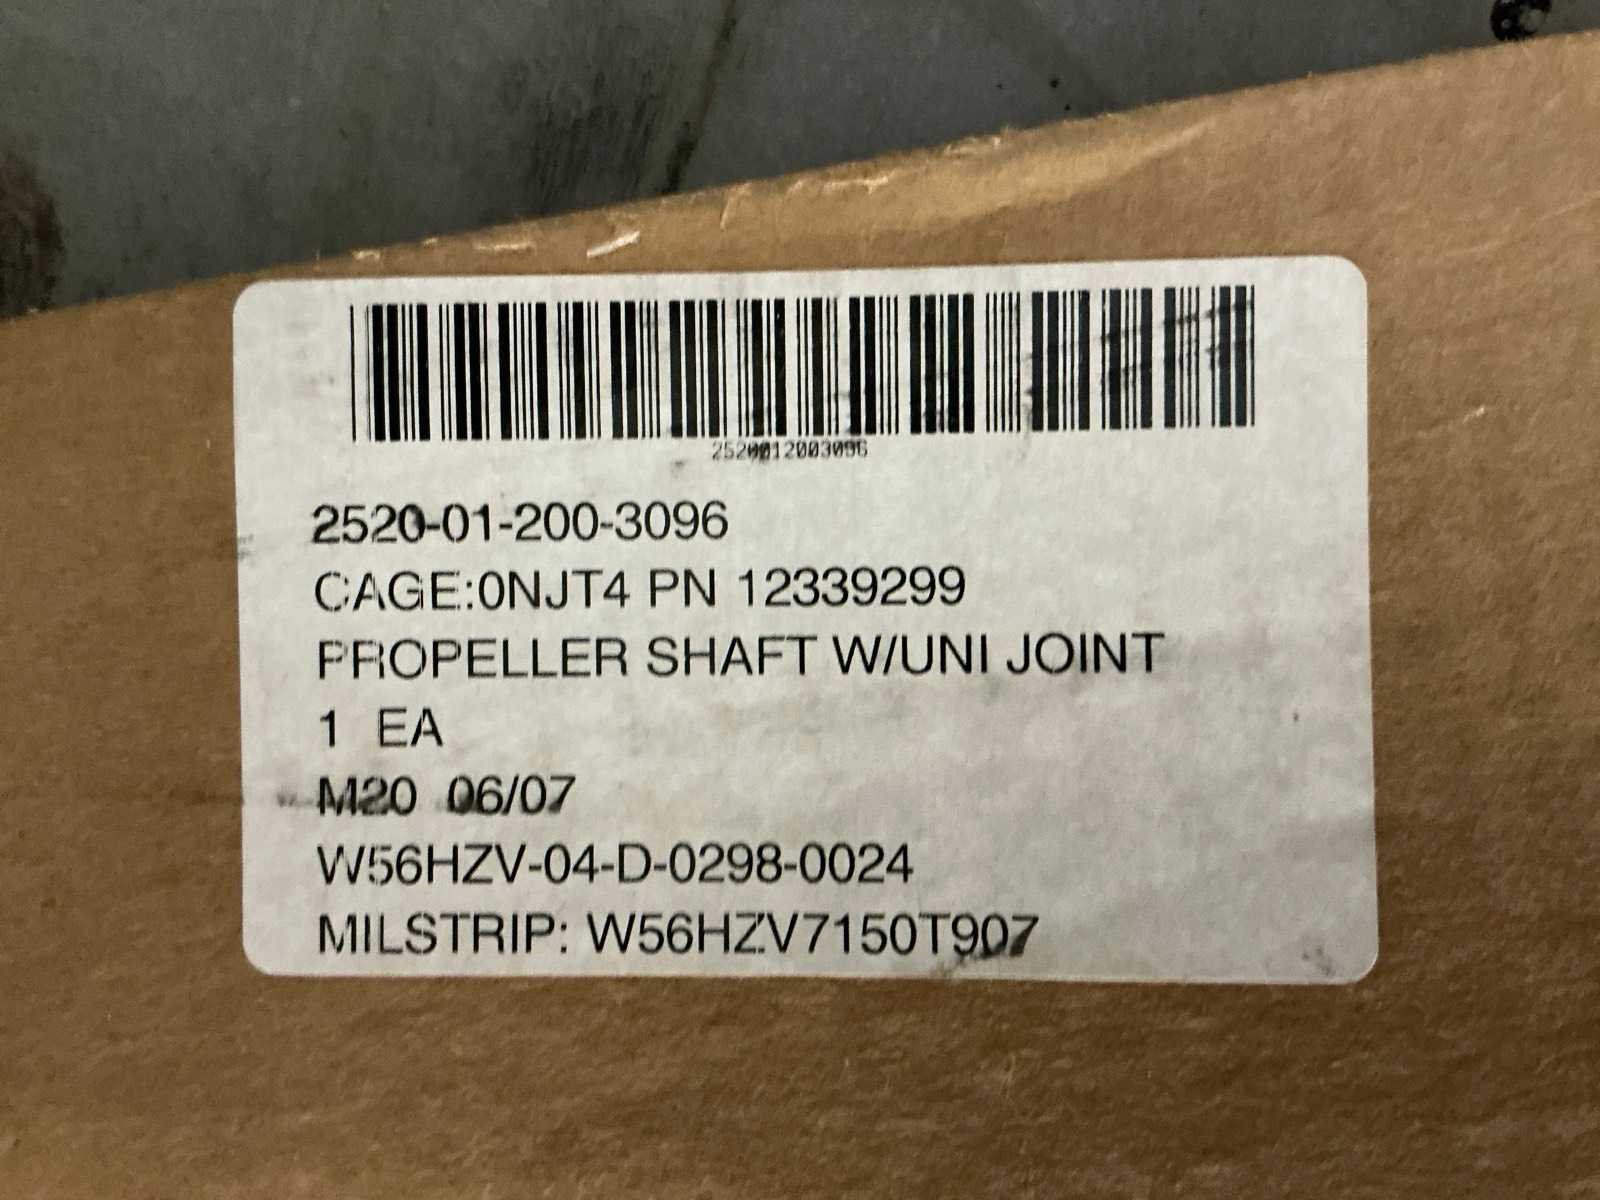 2520012003096
2520-01-200-3096
CAGE:0NJT4 PN 12339299
PROPELLER SHAFT W/UNI JOINT
1 EA
M20 06/07
W56HZV-04-D-0298-0024
MILSTRIP: W56HZV7150T907